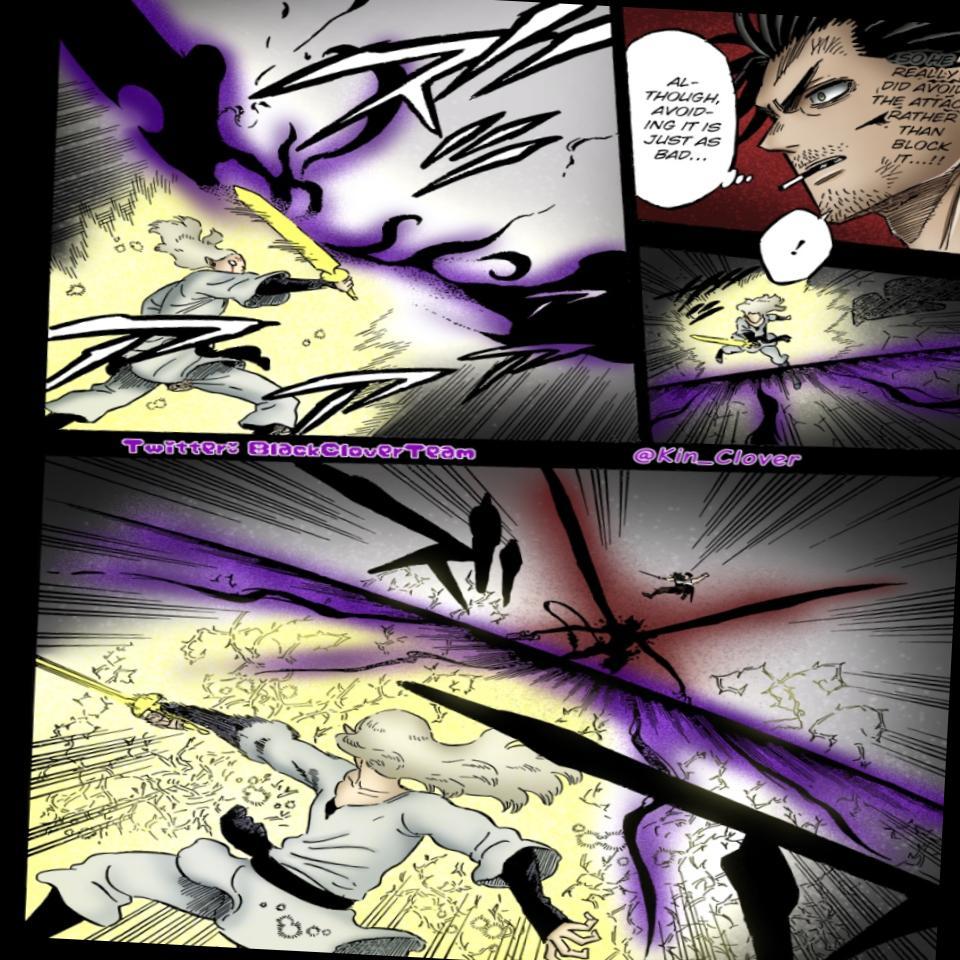 AL-
THOUGH,
AVOID-
ING IT IS
JUST AS
BAD...
SO HE
REALLY
DID AVOID
THE ATTAC
RATHER
THAN
BLOCK
IT...!!
!
Twitter: BlackCloverTeam
@Kin_Clover